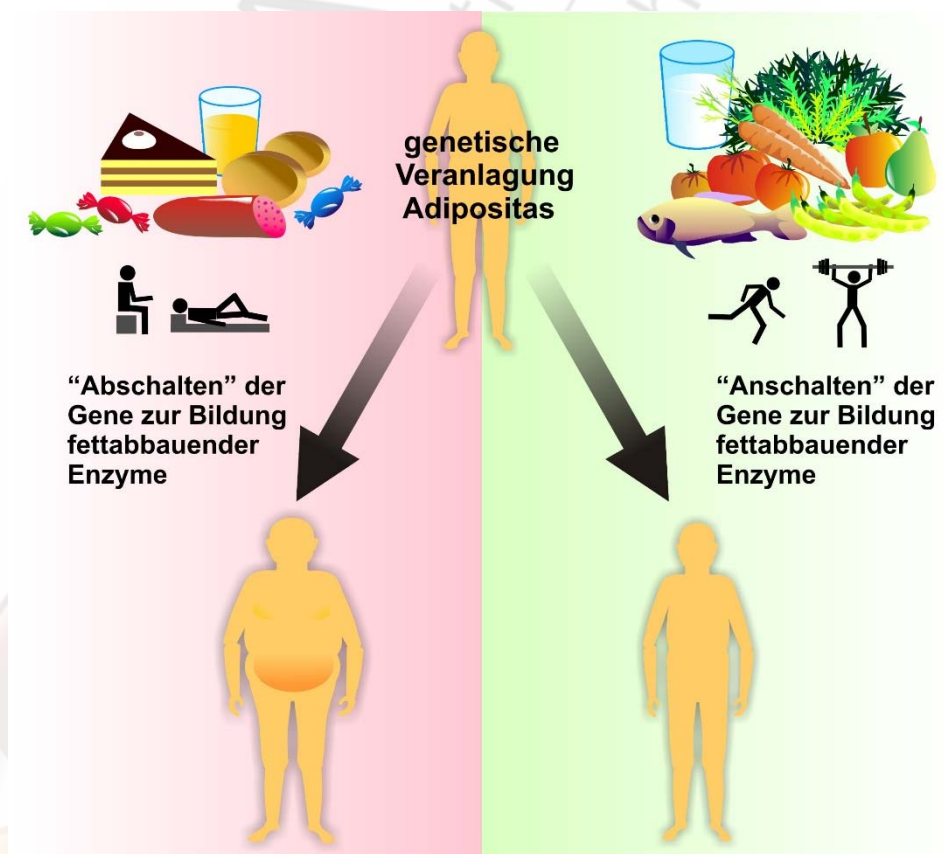 genetische
Veranlagung
Adipositas
“Abschalten” der
Gene zur Bildung
fettabbauender
Enzyme
“Anschalten” der
Gene zur Bildung
fettabbauender
Enzyme